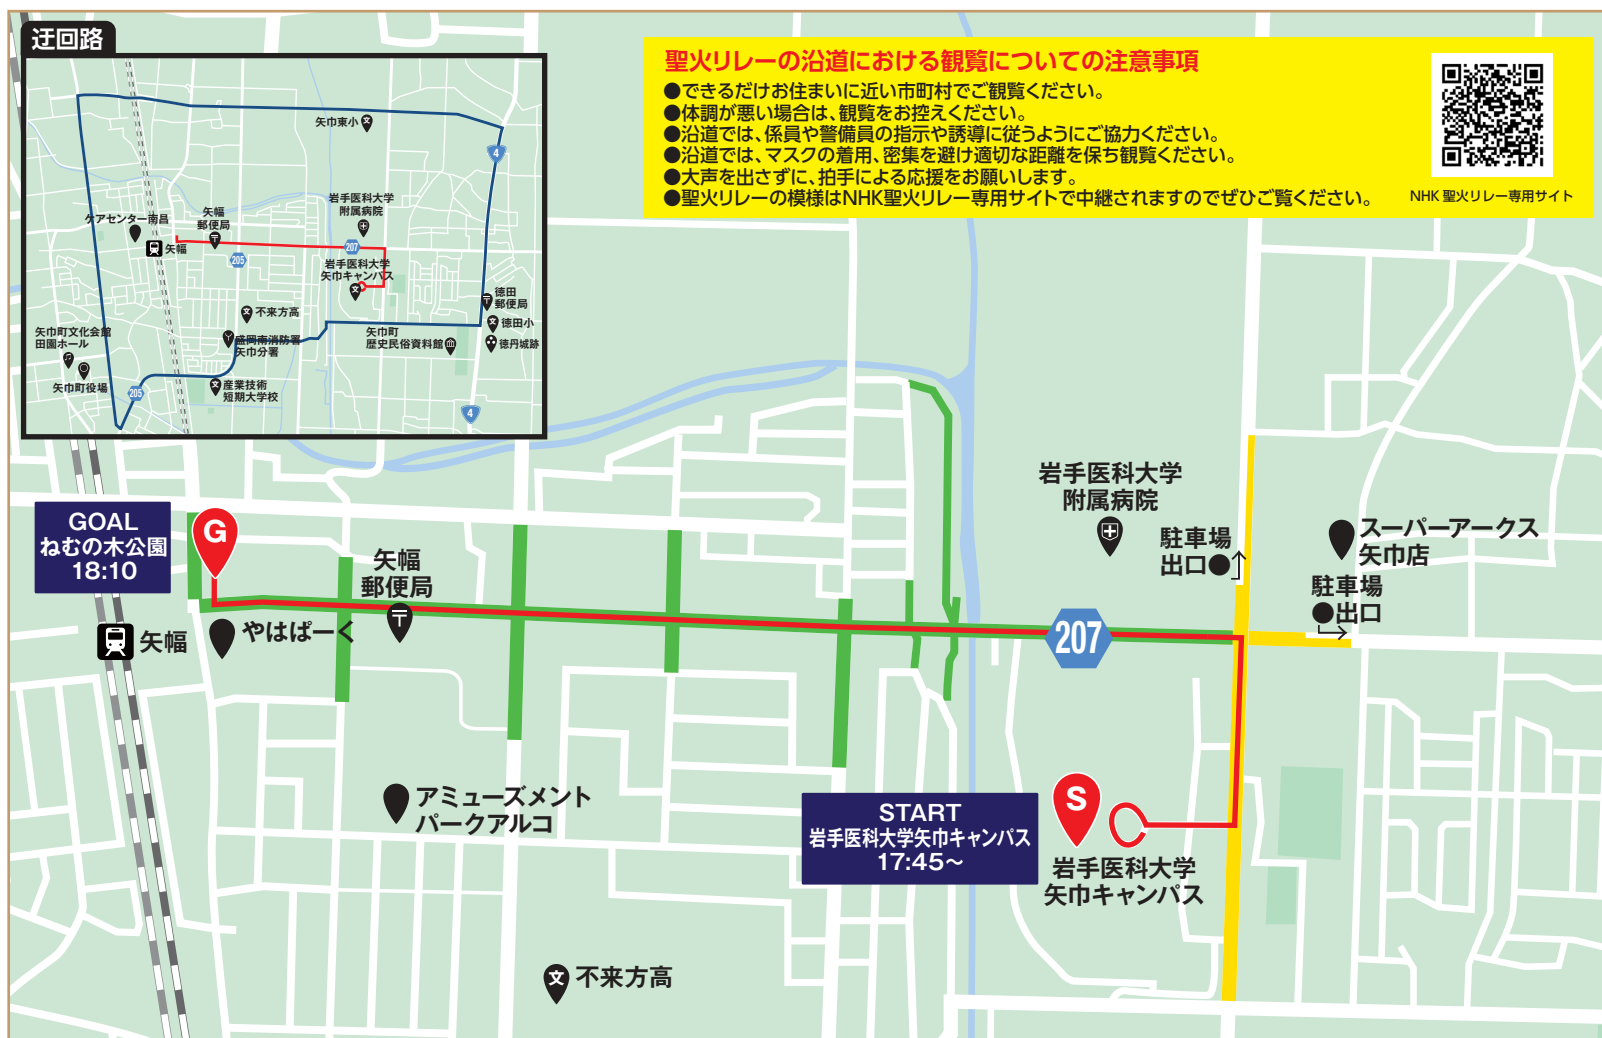 迂回路
矢巾東小
4
岩手医科大学
附属病院
ケアセンター南昌
矢幅
郵便局
矢幅
207
205
岩手医科大学
矢巾キャンパス
徳田
郵便局
不来方高
徳田小
矢巾町文化会館
田園ホール
盛岡南消防署
矢巾分署
矢巾町
歴史民俗資料館
徳丹城跡
矢巾町役場
205
産業技術
短期大学校
4
聖火リレーの沿道における観覧についての注意事項
●できるだけお住まいに近い市町村でご観覧ください。
●体調が悪い場合は、観覧をお控えください。
●沿道では、係員や警備員の指示や誘導に従うようにご協力ください。
●沿道では、マスクの着用、密集を避け適切な距離を保ち観覧ください。
●大声を出さずに、拍手による応援をお願いします。
●聖火リレーの模様はNHK聖火リレー専用サイトで中継されますのでぜひご覧ください。
NHK 聖火リレー専用サイト
岩手医科大学
附属病院
駐車場
出口●
スーパーアークス
矢巾店
駐車場
●出口
GOAL
ねむの木公園
18:10
G
矢幅
郵便局
矢幅
やはぱーく
207
アミューズメント
パークアルコ
START
岩手医科大学矢巾キャンパス
17:45～
S
岩手医科大学
矢巾キャンパス
文
不来方高